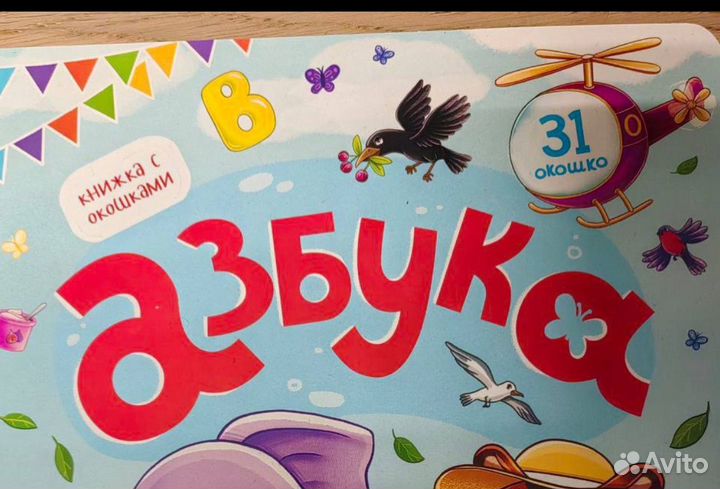 В
книжка с
окошками
31
окошко
азбука
Avito